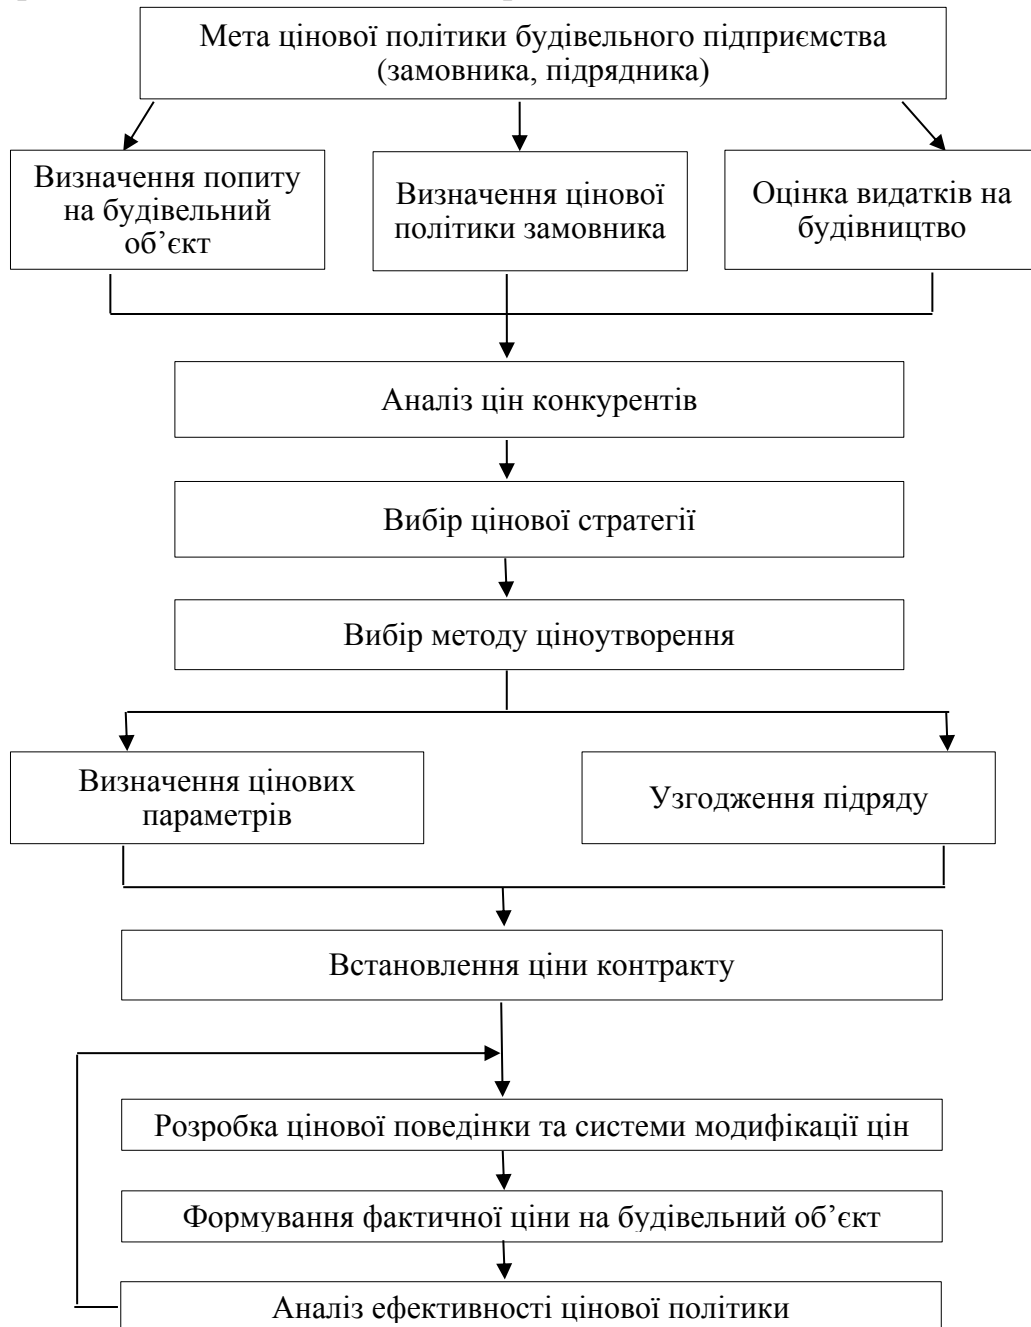 Мета цінової політики будівельного підприємства
(замовника, підрядника)
Визначення попиту
на будівельний
об’єкт
Визначення цінової
політики замовника
Оцінка видатків на
будівництво
Аналіз цін конкурентів
Вибір цінової стратегії
Вибір методу ціноутворення
Визначення цінових
параметрів
Узгодження підряду
Встановлення ціни контракту
Розробка цінової поведінки та системи модифікації цін
Формування фактичної ціни на будівельний об’єкт
Аналіз ефективності цінової політики